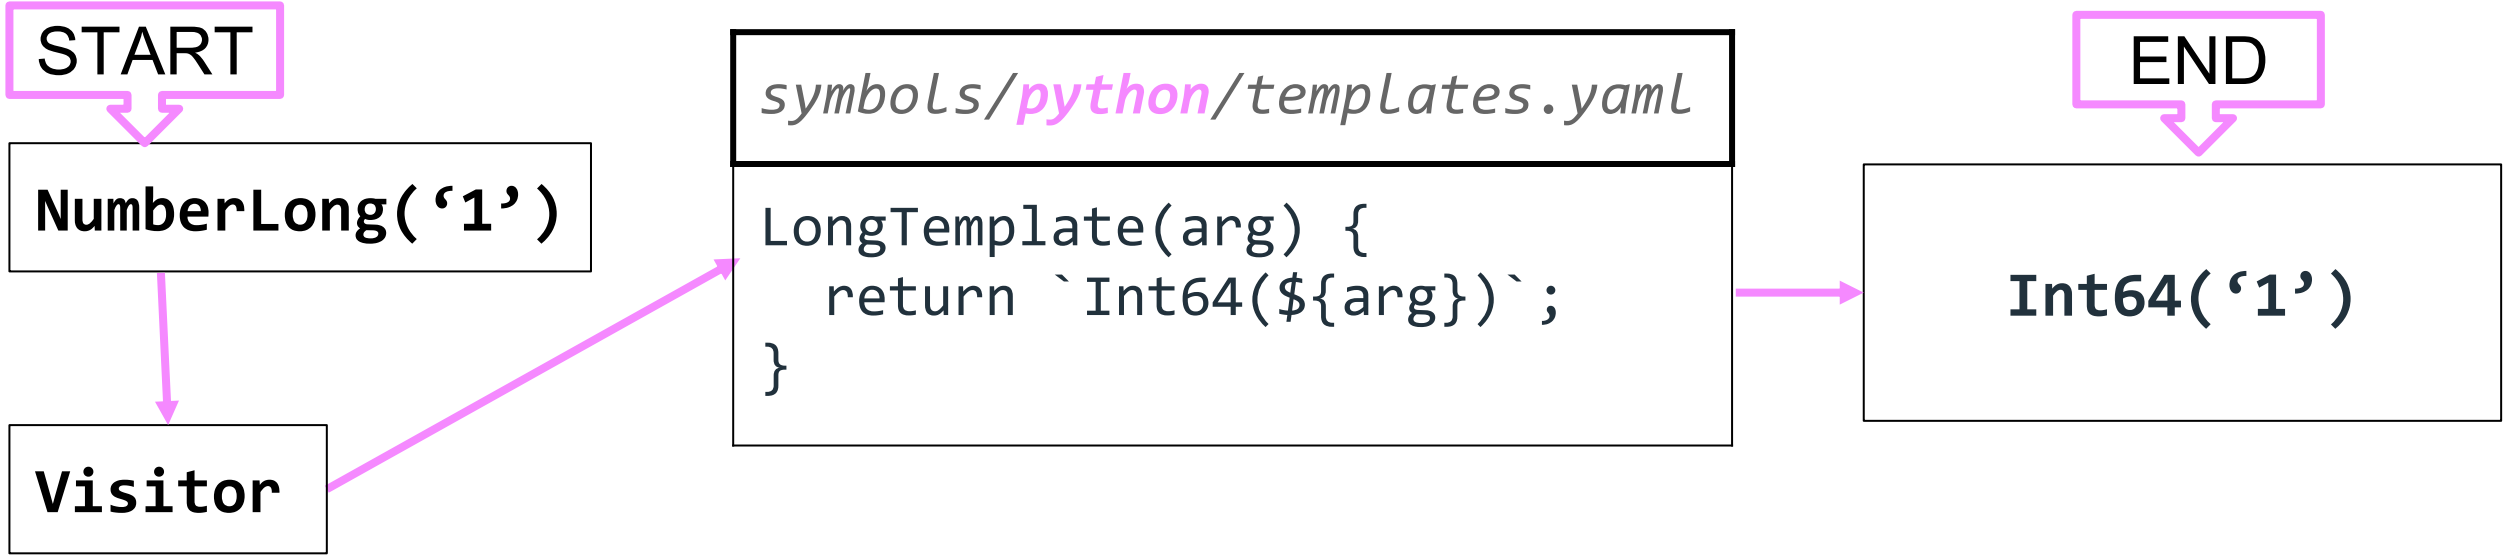 START
NumberLong(‘1’)
Visitor
symbols/python/templates.yaml
LongTemplate(arg) {
  return `Int64(${arg})`;
}
END
Int64(‘1’)